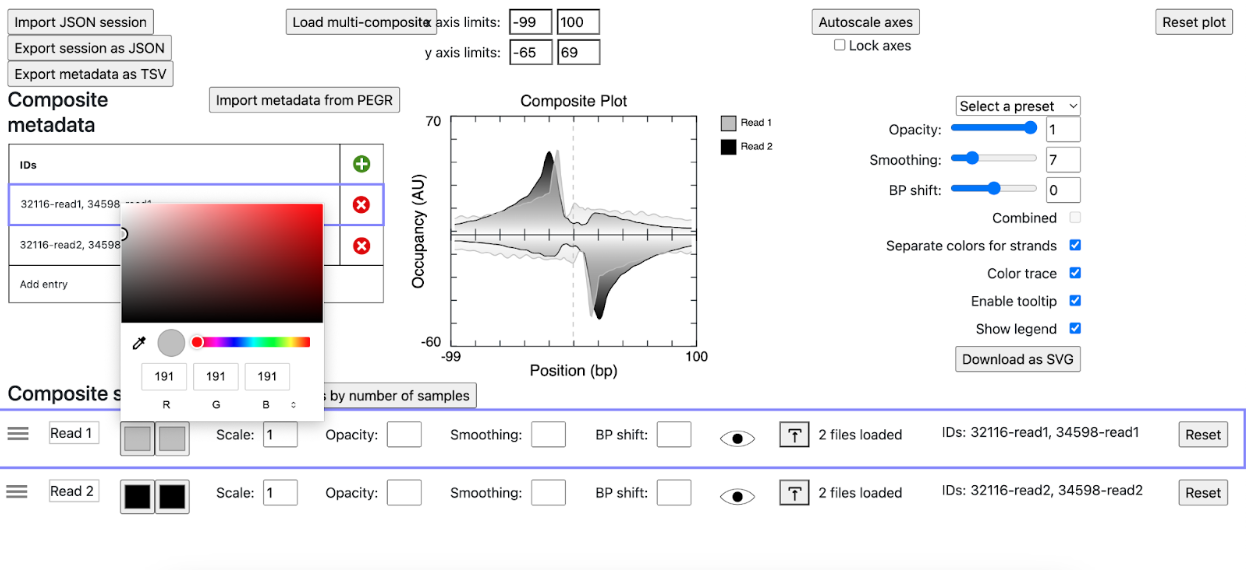 Import JSON session
Export session as JSON
Export metadata as TSV
Load multi-composite
x axis limits: -99 100
y axis limits: -65 69
Autoscale axes
Lock axes
Reset plot
Composite
metadata
Import metadata from PEGR
IDs
32116-read1, 34598-read1
32116-read2, 34598
Add entry
191 191 191
R G B
Composite Plot
70
Occupancy (AU)
-60
-99 100
Position (bp)
Read 1
Read 2
Select a preset
Opacity: 1
Smoothing: 7
BP shift: 0
Combined
Separate colors for strands
Color trace
Enable tooltip
Show legend
Download as SVG
Composite s
by number of samples
Read 1 Scale: 1 Opacity: Smoothing: BP shift: 2 files loaded IDs: 32116-read1, 34598-read1 Reset
Read 2 Scale: 1 Opacity: Smoothing: BP shift: 2 files loaded IDs: 32116-read2, 34598-read2 Reset